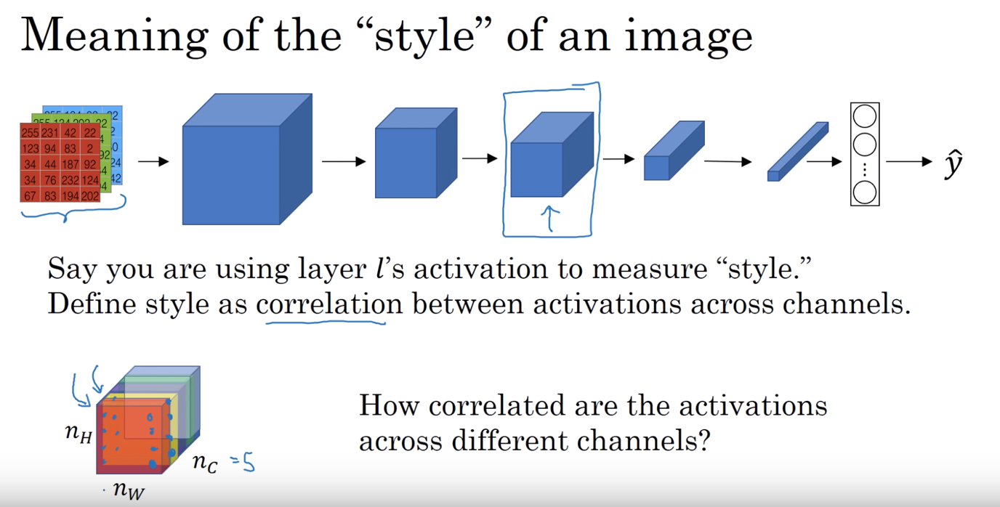 Meaning of the “style” of an image
255 231 42 22
123 94 83 2
34 44 187 92
34 76 232 124
67 83 194 202
ŷ
Say you are using layer l’s activation to measure “style.”
Define style as correlation between activations across channels.
How correlated are the activations
across different channels?
n_H
n_C = 5
n_W